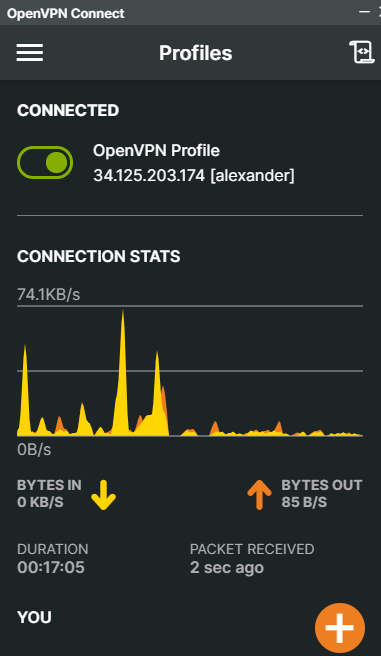 OpenVPN Connect
Profiles
CONNECTED
OpenVPN Profile
34.125.203.174 [alexander]
CONNECTION STATS
74.1KB/s
0B/s
BYTES IN
0 KB/S
BYTES OUT
85 B/S
DURATION
00:17:05
PACKET RECEIVED
2 sec ago
YOU